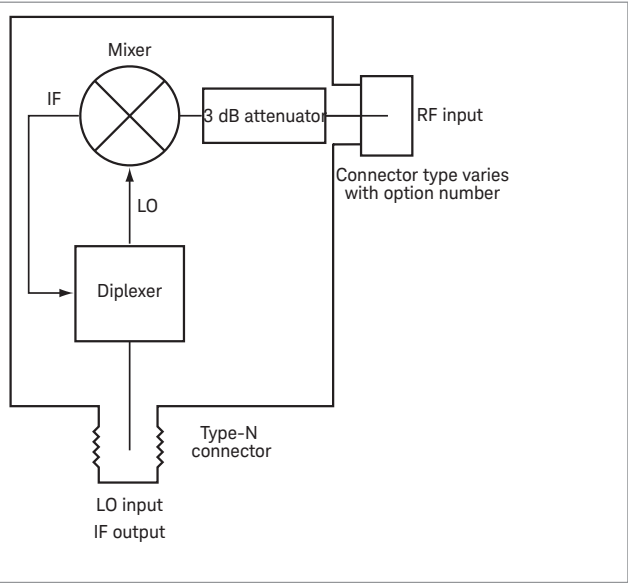 Mixer
IF
3 dB attenuator
RF input
Connector type varies
with option number
LO
Diplexer
Type-N
connector
LO input
IF output